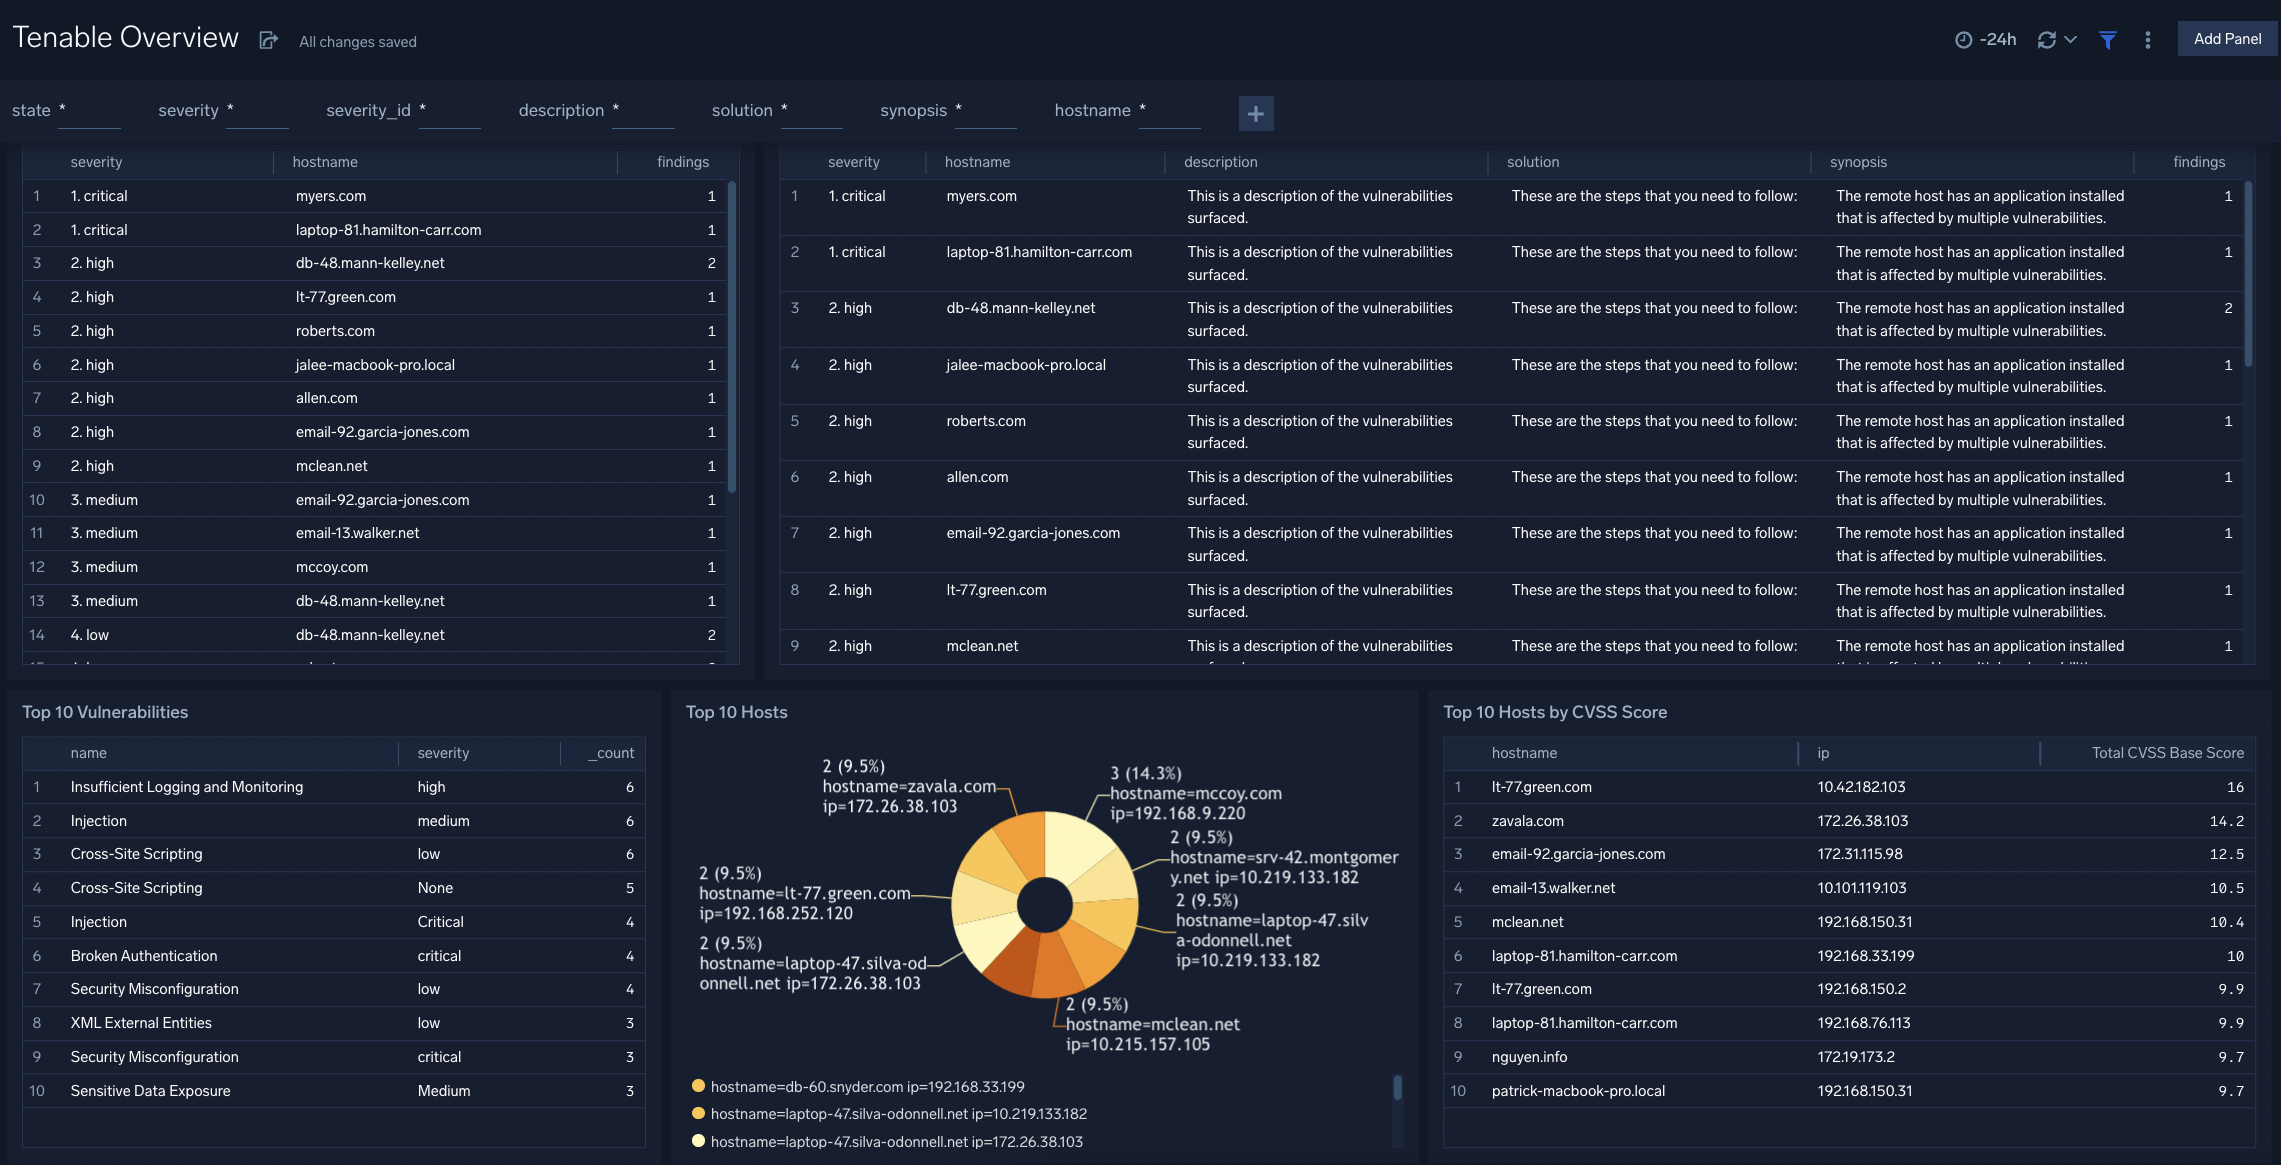 Tenable Overview All changes saved -24h Add Panel
state * severity * severity_id * description * solution * synopsis * hostname * +
severity hostname findings
1 1. critical myers.com 1
2 1. critical laptop-81.hamilton-carr.com 1
3 2. high db-48.mann-kelley.net 2
4 2. high lt-77.green.com 1
5 2. high roberts.com 1
6 2. high jalee-macbook-pro.local 1
7 2. high allen.com 1
8 2. high email-92.garcia-jones.com 1
9 2. high mclean.net 1
10 3. medium email-92.garcia-jones.com 1
11 3. medium email-13.walker.net 1
12 3. medium mccoy.com 1
13 3. medium db-48.mann-kelley.net 1
14 4. low db-48.mann-kelley.net 2
severity hostname description solution synopsis findings
1 1. critical myers.com This is a description of the vulnerabilities These are the steps that you need to follow: The remote host has an application installed 1
surfaced. that is affected by multiple vulnerabilities.
2 1. critical laptop-81.hamilton-carr.com This is a description of the vulnerabilities These are the steps that you need to follow: The remote host has an application installed 1
surfaced. that is affected by multiple vulnerabilities.
3 2. high db-48.mann-kelley.net This is a description of the vulnerabilities These are the steps that you need to follow: The remote host has an application installed 2
surfaced. that is affected by multiple vulnerabilities.
4 2. high jalee-macbook-pro.local This is a description of the vulnerabilities These are the steps that you need to follow: The remote host has an application installed 1
surfaced. that is affected by multiple vulnerabilities.
5 2. high roberts.com This is a description of the vulnerabilities These are the steps that you need to follow: The remote host has an application installed 1
surfaced. that is affected by multiple vulnerabilities.
6 2. high allen.com This is a description of the vulnerabilities These are the steps that you need to follow: The remote host has an application installed 1
surfaced. that is affected by multiple vulnerabilities.
7 2. high email-92.garcia-jones.com This is a description of the vulnerabilities These are the steps that you need to follow: The remote host has an application installed 1
surfaced. that is affected by multiple vulnerabilities.
8 2. high lt-77.green.com This is a description of the vulnerabilities These are the steps that you need to follow: The remote host has an application installed 1
surfaced. that is affected by multiple vulnerabilities.
9 2. high mclean.net This is a description of the vulnerabilities These are the steps that you need to follow: The remote host has an application installed 1
Top 10 Vulnerabilities
name severity _count
1 Insufficient Logging and Monitoring high 6
2 Injection medium 6
3 Cross-Site Scripting low 6
4 Cross-Site Scripting None 5
5 Injection Critical 4
6 Broken Authentication critical 4
7 Security Misconfiguration low 4
8 XML External Entities low 3
9 Security Misconfiguration critical 3
10 Sensitive Data Exposure Medium 3
Top 10 Hosts
2 (9.5%)
hostname=zavala.com
ip=172.26.38.103
3 (14.3%)
hostname=mccoy.com
ip=192.168.9.220
2 (9.5%)
hostname=srv-42.montgomer
y.net ip=10.219.133.182
2 (9.5%)
hostname=lt-77.green.com
ip=192.168.252.120
2 (9.5%)
hostname=laptop-47.silv
a-odonnell.net
ip=10.219.133.182
2 (9.5%)
hostname=laptop-47.silva-od
onnell.net ip=172.26.38.103
2 (9.5%)
hostname=mclean.net
ip=10.215.157.105
hostname=db-60.snyder.com ip=192.168.33.199
hostname=laptop-47.silva-odonnell.net ip=10.219.133.182
hostname=laptop-47.silva-odonnell.net ip=172.26.38.103
Top 10 Hosts by CVSS Score
hostname ip Total CVSS Base Score
1 lt-77.green.com 10.42.182.103 16
2 zavala.com 172.26.38.103 14.2
3 email-92.garcia-jones.com 172.31.115.98 12.5
4 email-13.walker.net 10.101.119.103 10.5
5 mclean.net 192.168.150.31 10.4
6 laptop-81.hamilton-carr.com 192.168.33.199 10
7 lt-77.green.com 192.168.150.2 9.9
8 laptop-81.hamilton-carr.com 192.168.76.113 9.9
9 nguyen.info 172.19.173.2 9.7
10 patrick-macbook-pro.local 192.168.150.31 9.7